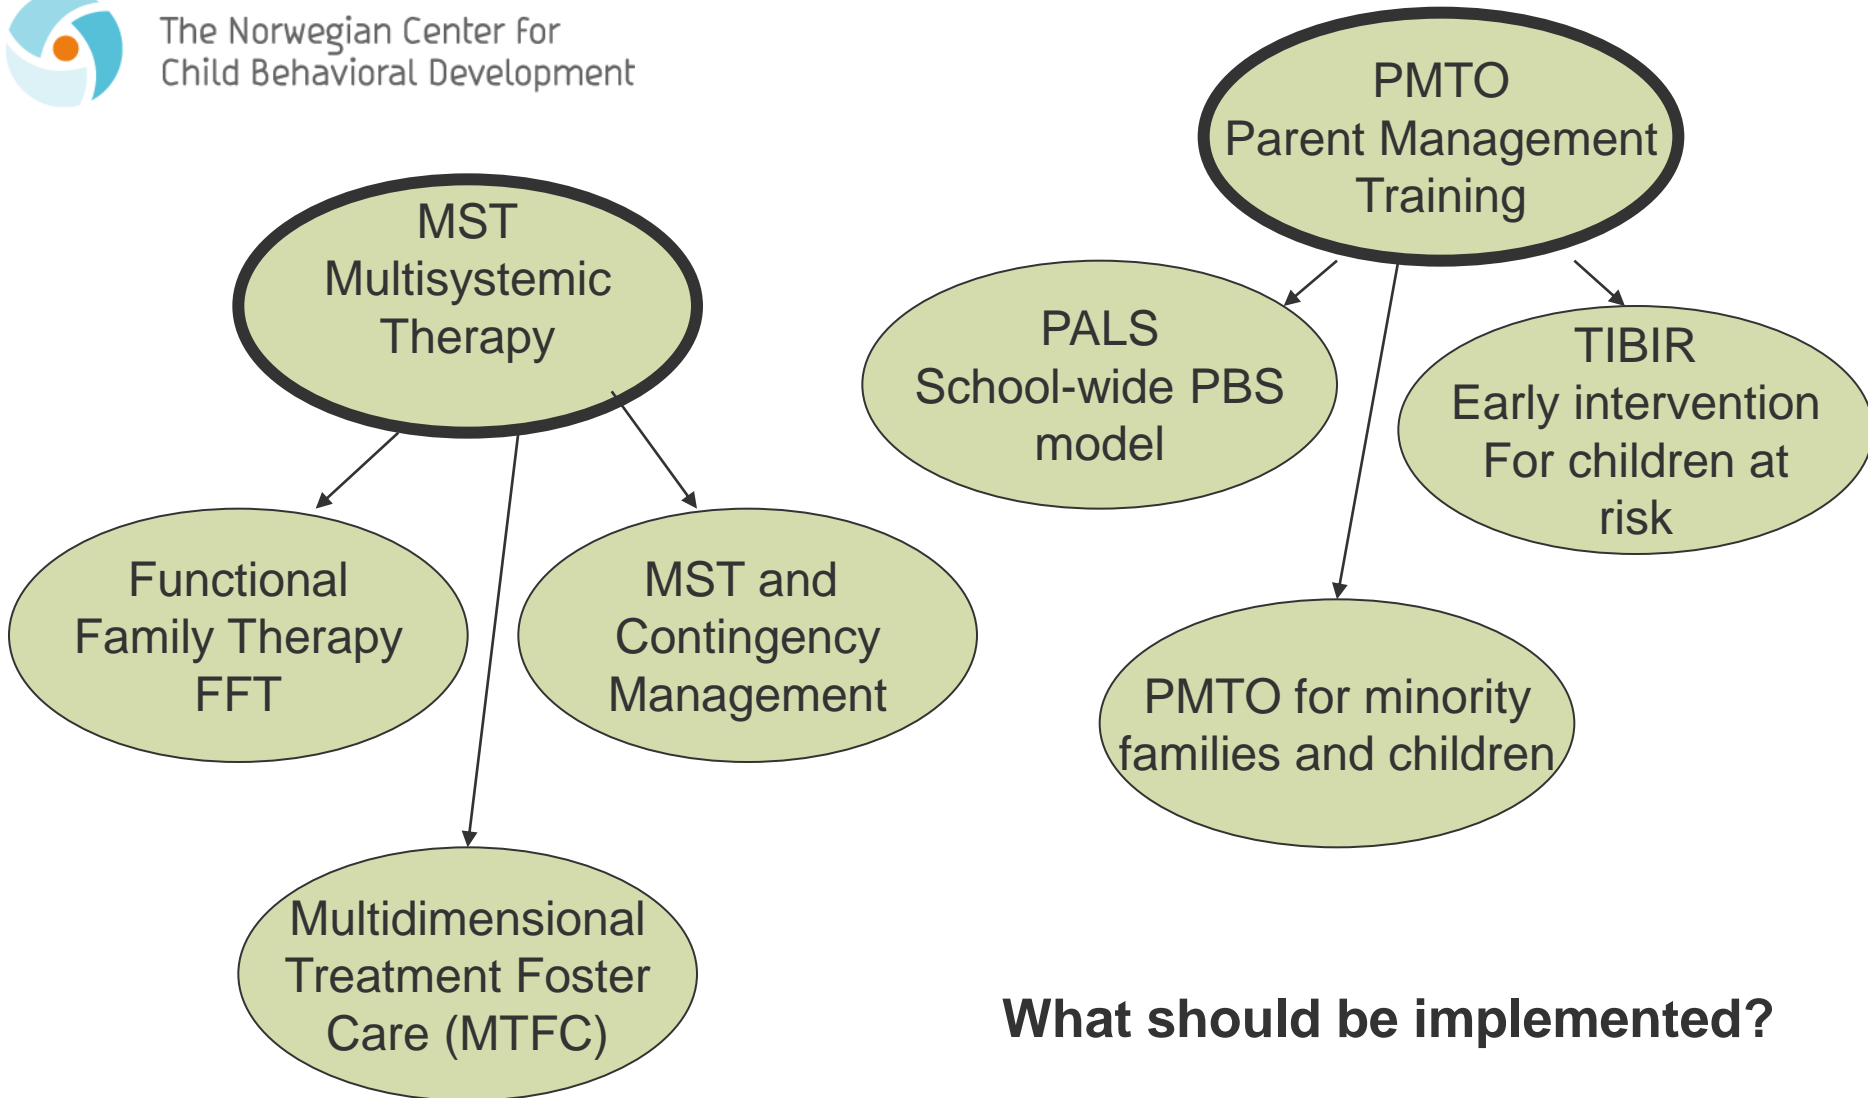 The Norwegian Center for
Child Behavioral Development
PMTO
Parent Management
Training
MST
Multisystemic
Therapy
PALS
School-wide PBS
model
TIBIR
Early intervention
For children at
risk
Functional
Family Therapy
FFT
MST and
Contingency
Management
PMTO for minority
families and children
Multidimensional
Treatment Foster
Care (MTFC)
What should be implemented?